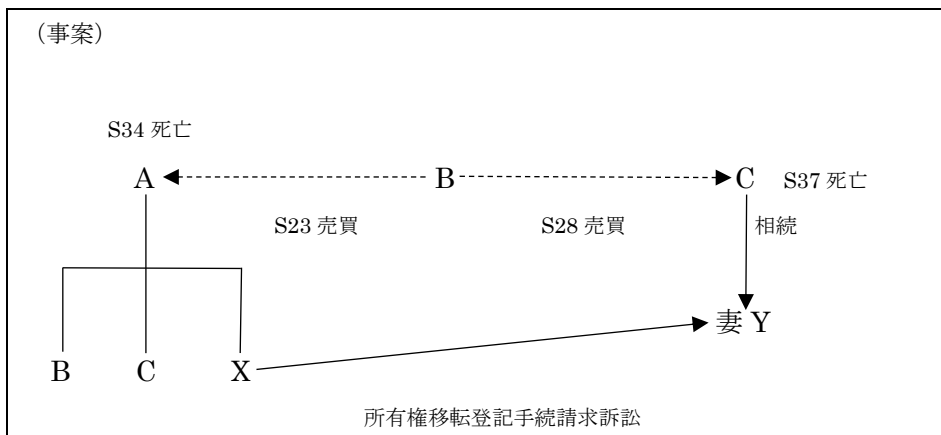 （事案）
S34 死亡
A B C S37 死亡
S23 売買 S28 売買 相続
妻 Y
B C X
所有権移転登記手続請求訴訟